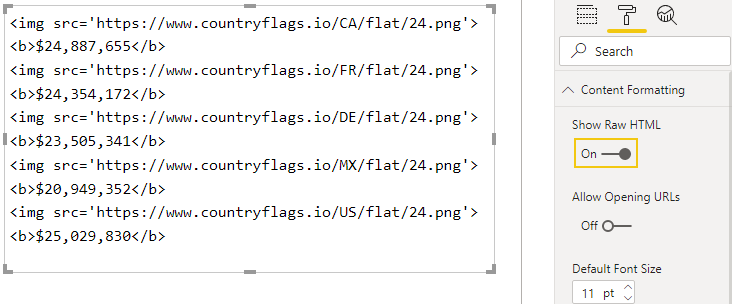 <img src='https://www.countryflags.io/CA/flat/24.png'>
<b>$24,887,655</b>
<img src='https://www.countryflags.io/FR/flat/24.png'>
<b>$24,354,172</b>
<img src='https://www.countryflags.io/DE/flat/24.png'>
<b>$23,505,341</b>
<img src='https://www.countryflags.io/MX/flat/24.png'>
<b>$20,949,352</b>
<img src='https://www.countryflags.io/US/flat/24.png'>
<b>$25,029,830</b>
Search
Content Formatting
Show Raw HTML
On
Allow Opening URLs
Off
Default Font Size
11 pt